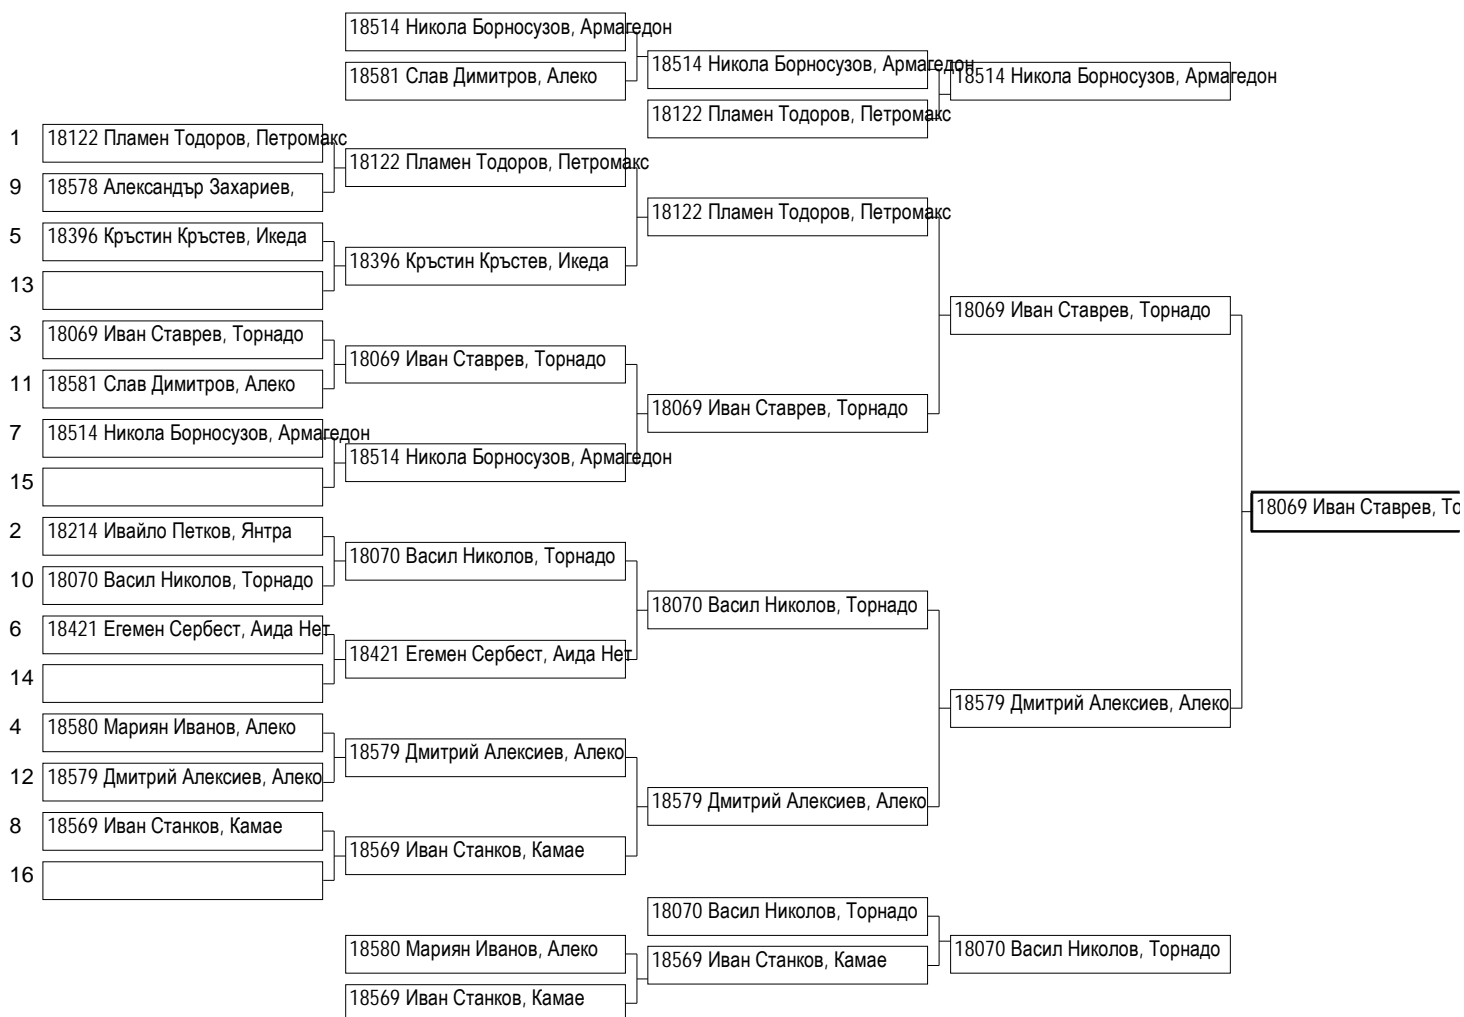 18514 Никола Борносузов, Армагедон
18581 Слав Димитров, Алеко
18514 Никола Борносузов, Армагедон
18122 Пламен Тодоров, Петромакс
18514 Никола Борносузов, Армагедон
1 18122 Пламен Тодоров, Петромакс
9 18578 Александър Захариев,
5 18396 Кръстин Кръстев, Икеда
13
3 18069 Иван Ставрев, Торнадо
11 18581 Слав Димитров, Алеко
7 18514 Никола Борносузов, Армагедон
15
2 18214 Ивайло Петков, Янтра
10 18070 Васил Николов, Торнадо
6 18421 Егемен Сербест, Аида Нет
14
4 18580 Мариян Иванов, Алеко
12 18579 Дмитрий Алексиев, Алеко
8 18569 Иван Станков, Камае
16
18122 Пламен Тодоров, Петромакс
18396 Кръстин Кръстев, Икеда
18069 Иван Ставрев, Торнадо
18514 Никола Борносузов, Армагедон
18070 Васил Николов, Торнадо
18421 Егемен Сербест, Аида Нет
18579 Дмитрий Алексиев, Алеко
18569 Иван Станков, Камае
18122 Пламен Тодоров, Петромакс
18069 Иван Ставрев, Торнадо
18070 Васил Николов, Торнадо
18579 Дмитрий Алексиев, Алеко
18069 Иван Ставрев, Торнадо
18579 Дмитрий Алексиев, Алеко
18069 Иван Ставрев, То
18580 Мариян Иванов, Алеко
18569 Иван Станков, Камае
18070 Васил Николов, Торнадо
18569 Иван Станков, Камае
18070 Васил Николов, Торнадо